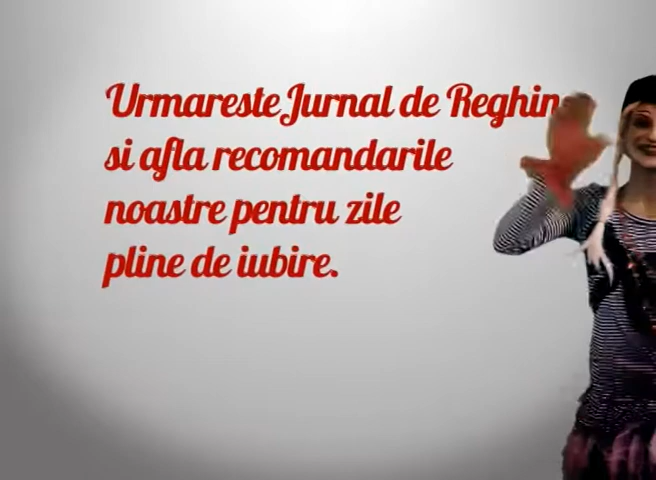 Urmareste Jurnal de Reghin
si afla recomandarile
noastre pentru zile
pline de iubire.